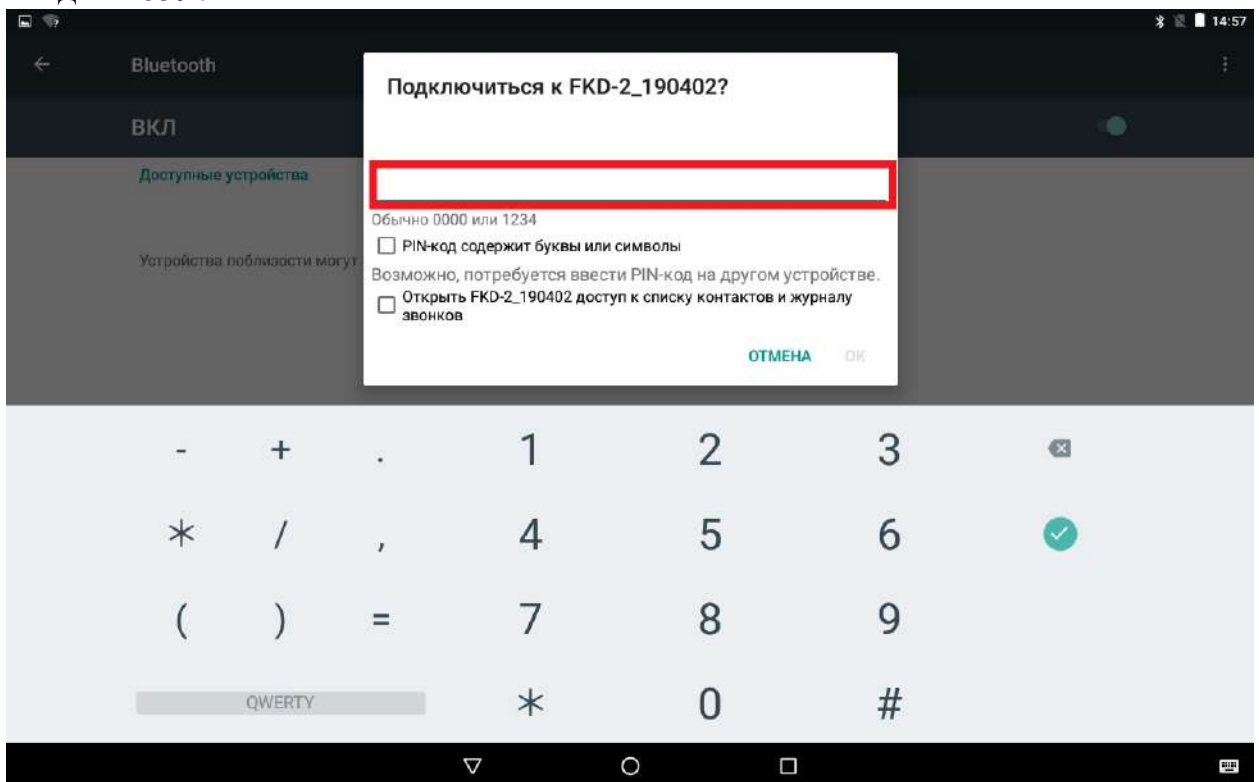 14:57
Bluetooth
ВКЛ
Доступные устройства
Устройства поблизости могут
Подключиться к FKD-2_190402?
Обычно 0000 или 1234
PIN-код содержит буквы или символы
Возможно, потребуется ввести PIN-код на другом устройстве.
Открыть FKD-2_190402 доступ к списку контактов и журналу
звонков
ОТМЕНА OK
- + . 1 2 3
* / , 4 5 6
( ) = 7 8 9
QWERTY * 0 #